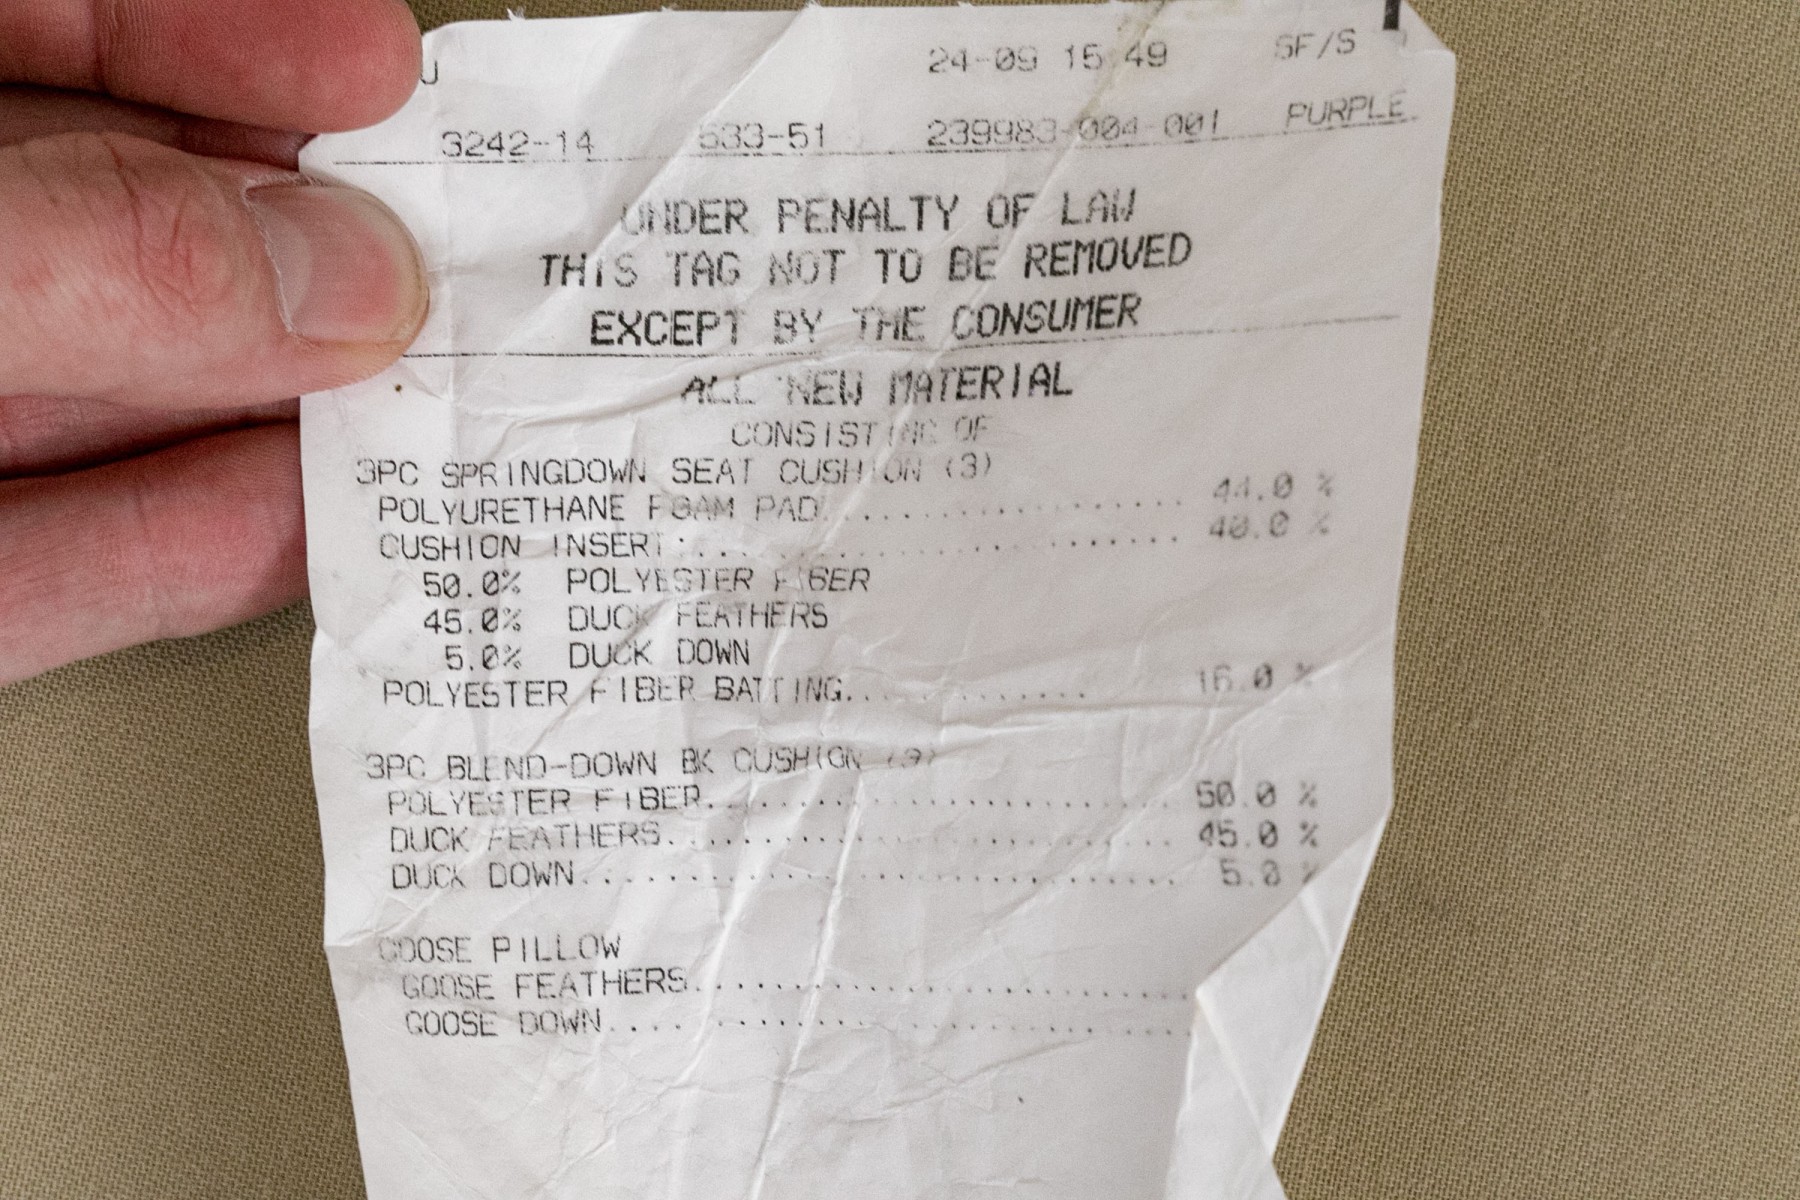 U 24-09 15:49 SF/S
3242-14 533-51 239983-004-001 PURPLE
UNDER PENALTY OF LAW
THIS TAG NOT TO BE REMOVED
EXCEPT BY THE CONSUMER
ALL NEW MATERIAL
CONSISTING OF
3PC SPRINGDOWN SEAT CUSHION (3)
POLYURETHANE FOAM PAD..................... 44.0 %
CUSHION INSERT:........................... 40.0 %
50.0% POLYESTER FIBER
45.0% DUCK FEATHERS
5.0% DUCK DOWN
POLYESTER FIBER BATTING............. 16.0 %
3PC BLEND-DOWN BK CUSHION (3)
POLYESTER FIBER........................... 50.0 %
DUCK FEATHERS............................. 45.0 %
DUCK DOWN................................. 5.0 %
GOOSE PILLOW
GOOSE FEATHERS.............................
GOOSE DOWN.................................